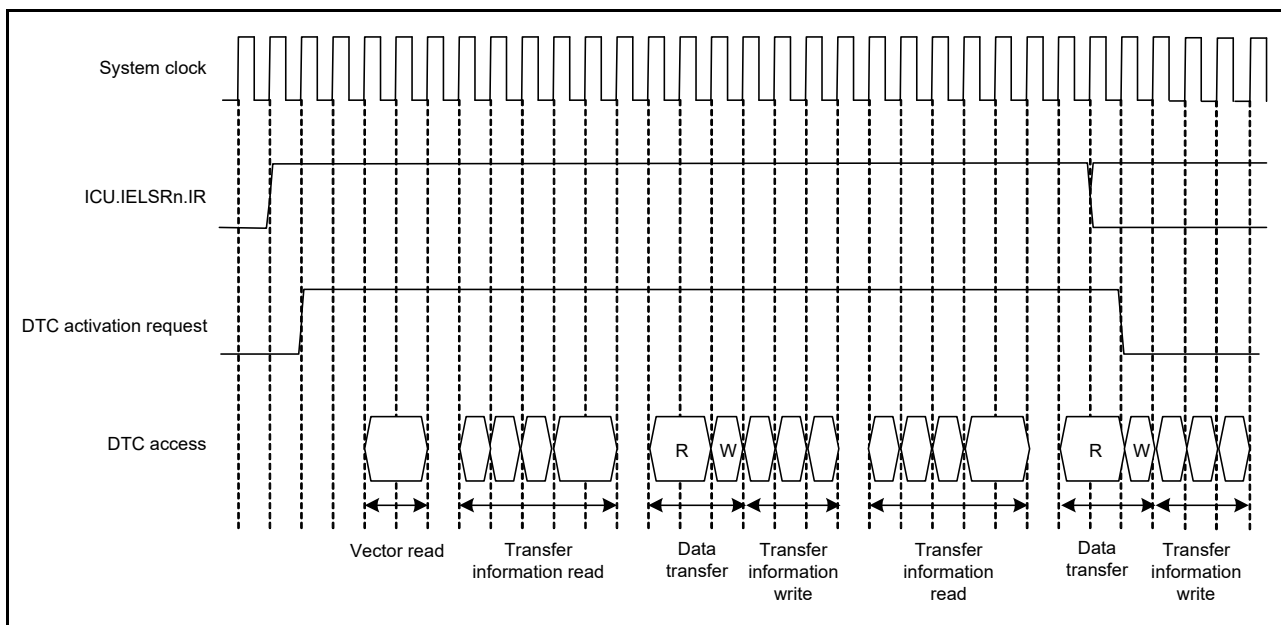 System clock
ICU.IELSRn.IR
DTC activation request
DTC access
R
W
R
W
Vector read
Transfer
information read
Data
transfer
Transfer
information
write
Transfer
information
read
Data
transfer
Transfer
information
write